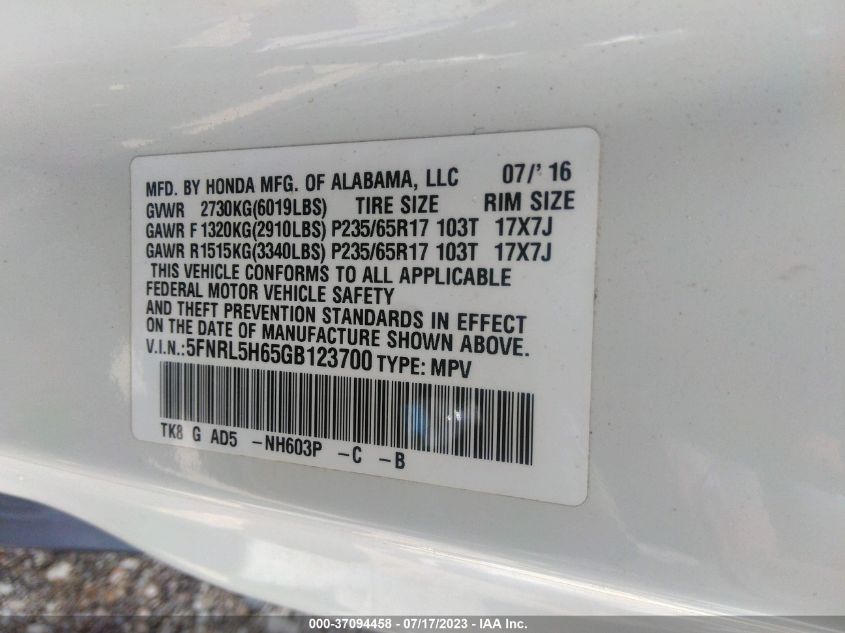 MFD. BY HONDA MFG. OF ALABAMA, LLC 07/' 16
GVWR 2730KG(6019LBS) TIRE SIZE RIM SIZE
GAWR F 1320KG(2910LBS) P235/65R17 103T 17X7J
GAWR R1515KG(3340LBS) P235/65R17 103T 17X7J
THIS VEHICLE CONFORMS TO ALL APPLICABLE
FEDERAL MOTOR VEHICLE SAFETY
AND THEFT PREVENTION STANDARDS IN EFFECT
ON THE DATE OF MANUFACTURE SHOWN ABOVE.
V.I.N.:5FNRL5H65GB123700 TYPE: MPV
TK8 G AD5 -NH603P -C -B
000-37094458 - 07/17/2023 - IAA Inc.